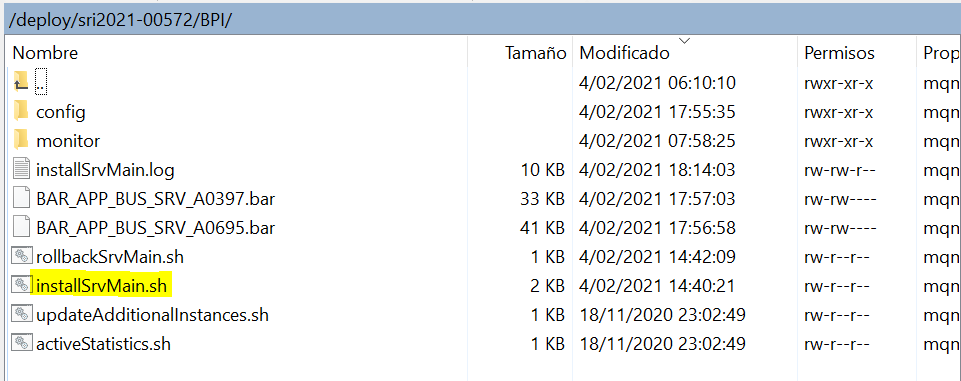 /deploy/sri2021-00572/BPI/
Nombre Tamaño Modificado Permisos Prop
.. 4/02/2021 06:10:10 rwxr-xr-x mqn
config 4/02/2021 17:55:35 rwxr-xr-x mqn
monitor 4/02/2021 07:58:25 rwxr-xr-x mqn
installSrvMain.log 10 KB 4/02/2021 18:14:03 rw-rw-r-- mqn
BAR_APP_BUS_SRV_A0397.bar 33 KB 4/02/2021 17:57:03 rw-rw---- mqn
BAR_APP_BUS_SRV_A0695.bar 41 KB 4/02/2021 17:56:58 rw-rw---- mqn
rollbackSrvMain.sh 1 KB 4/02/2021 14:42:09 rw-r--r-- mqn
installSrvMain.sh 2 KB 4/02/2021 14:40:21 rw-r--r-- mqn
updateAdditionalInstances.sh 1 KB 18/11/2020 23:02:49 rw-r--r-- mqn
activeStatistics.sh 1 KB 18/11/2020 23:02:49 rw-r--r-- mqn